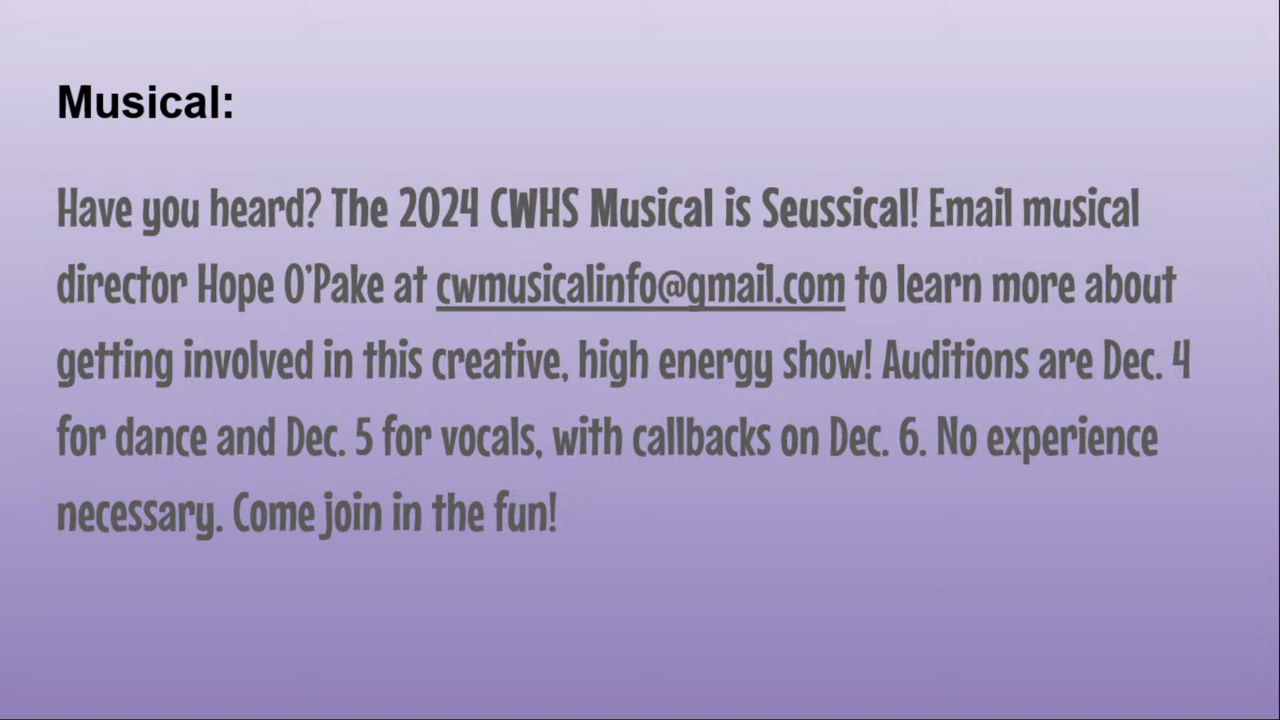 Musical:
Have you heard? The 2024 CWHS Musical is Seussical! Email musical
director Hope O'Pake at cwmusicalinfo@gmail.com to learn more about
getting involved in this creative, high energy show! Auditions are Dec. 4
for dance and Dec. 5 for vocals, with callbacks on Dec. 6. No experience
necessary. Come join in the fun!